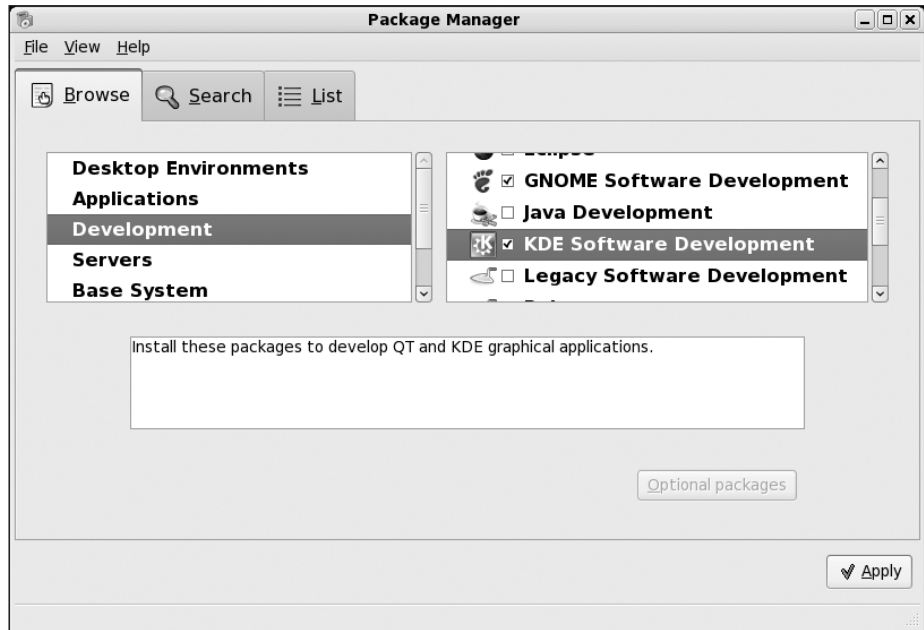 Package Manager
File View Help
Browse Search List
Desktop Environments
Applications
Development
Servers
Base System
GNOME Software Development
Java Development
KDE Software Development
Legacy Software Development
Install these packages to develop QT and KDE graphical applications.
Optional packages
Apply